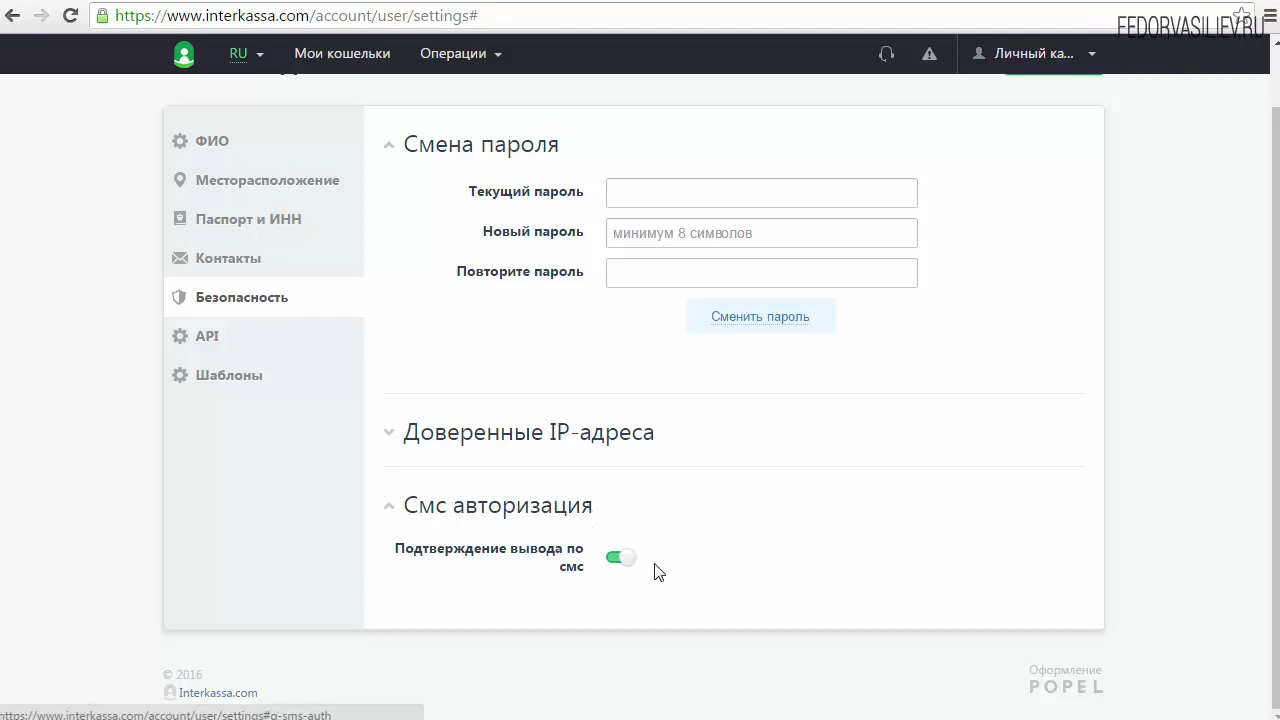 https://www.interkassa.com/account/user/settings#
FEDORVASILIEV.RU
RU
Мои кошельки
Операции
Личный ка...
ФИО
Месторасположение
Паспорт и ИНН
Контакты
Безопасность
API
Шаблоны
Смена пароля
Текущий пароль
Новый пароль
минимум 8 символов
Повторите пароль
Сменить пароль
Доверенные IP-адреса
Смс авторизация
Подтверждение вывода по
смс
© 2016
Interkassa.com
Оформление
POPEL
https://www.interkassa.com/account/user/settings#g-sms-auth